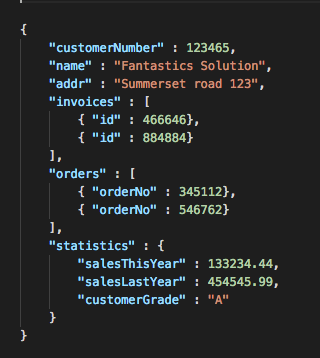 {
    "customerNumber" : 123465,
    "name" : "Fantastics Solution",
    "addr" : "Summerset road 123",
    "invoices" : [
        { "id" : 466646},
        { "id" : 884884}
    ],
    "orders" : [
        { "orderNo" : 345112},
        { "orderNo" : 546762}
    ],
    "statistics" : {
        "salesThisYear" : 133234.44,
        "salesLastYear" : 454545.99,
        "customerGrade" : "A"
    }
}